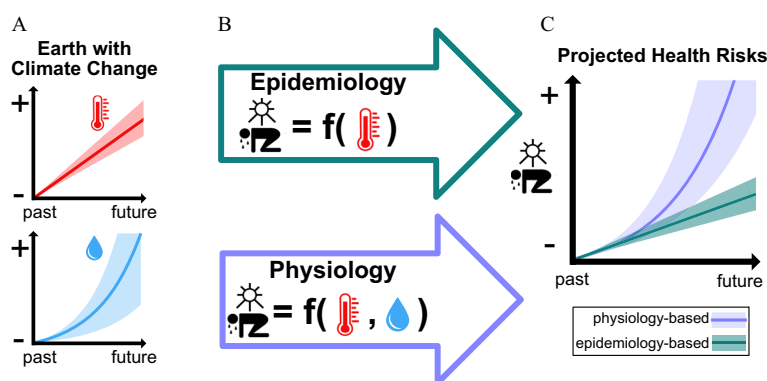 A
Earth with
Climate Change
+
-
past future
+
-
past future
B
Epidemiology
= f( )
Physiology
= f( , )
C
Projected Health Risks
+
-
past future
physiology-based
epidemiology-based